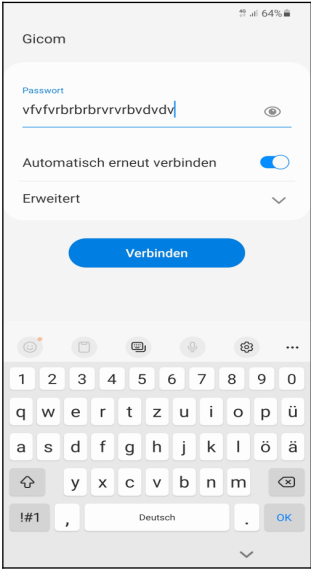 64%
Gicom
Passwort
vfvfvrbrbrbrvrvrbvdvdv
Automatisch erneut verbinden
Erweitert
Verbinden
1 2 3 4 5 6 7 8 9 0
q w e r t z u i o p ü
a s d f g h j k l ö ä
y x c v b n m
!#1 , Deutsch . OK